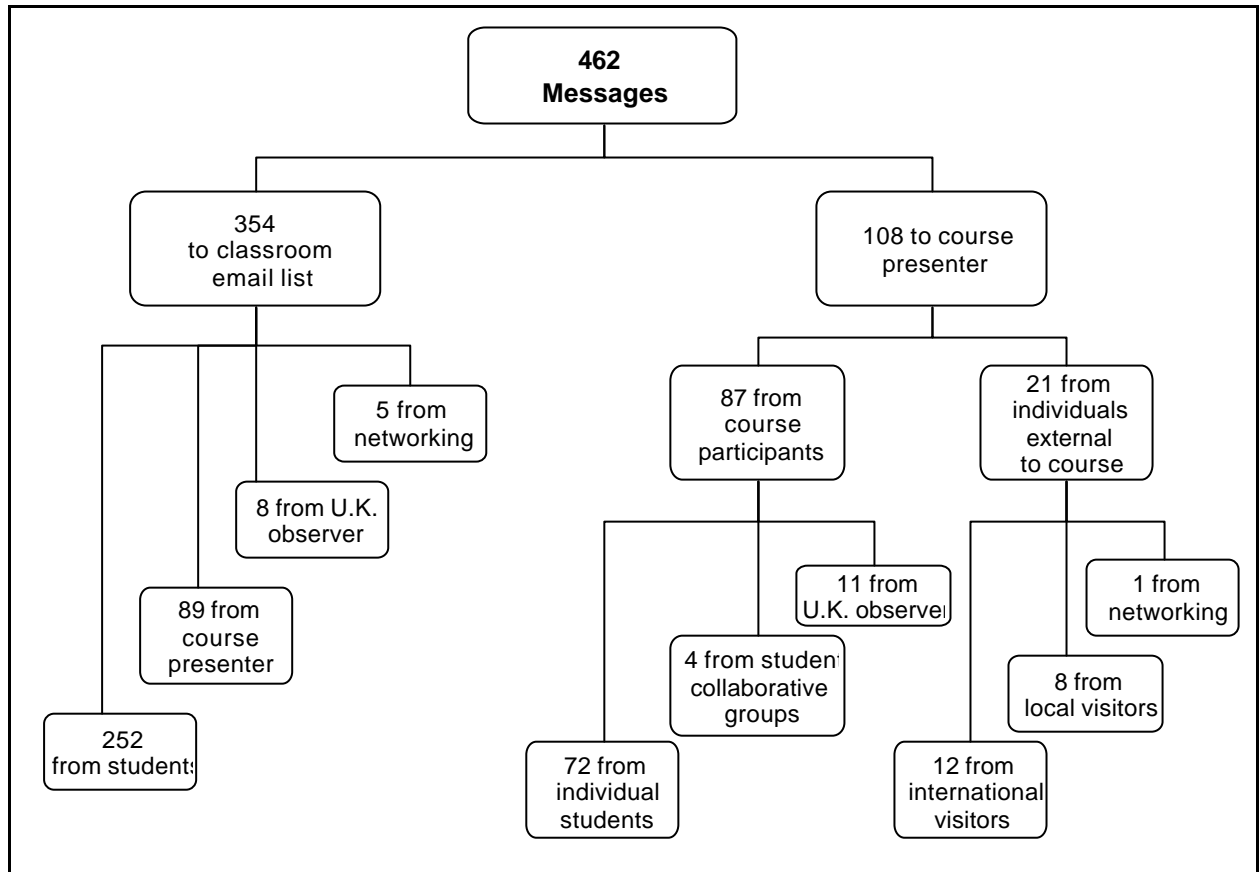 462
Messages
354
to classroom
email list
108 to course
presenter
5 from
networking
8 from U.K.
observer
89 from
course
presenter
252
from students
87 from
course
participants
21 from
individuals
external
to course
11 from
U.K. observer
4 from student
collaborative
groups
72 from
individual
students
1 from
networking
8 from
local visitors
12 from
international
visitors